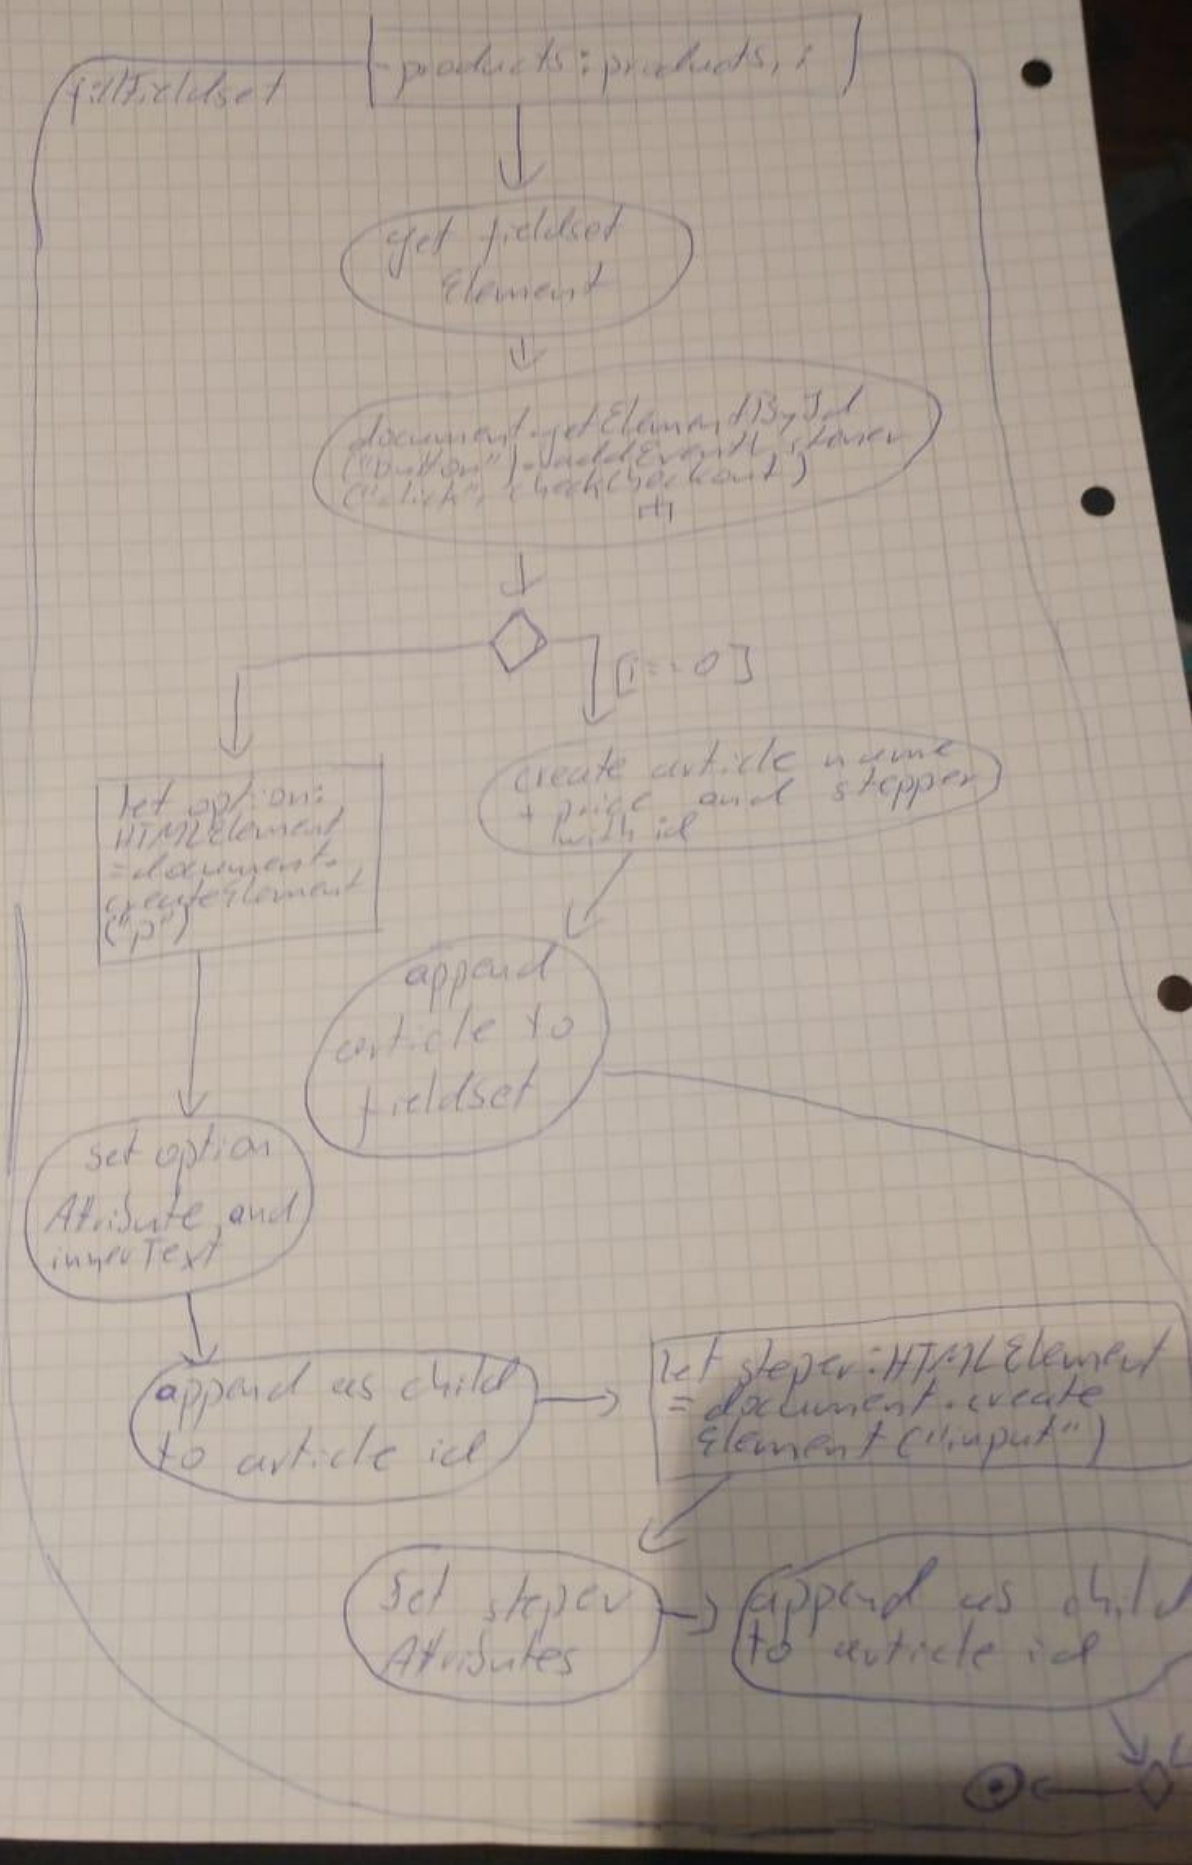 fillFieldset
products: products, i
get fieldset
Element
document.getElementById
("button").addEventListener
("click", checkCheckout)
[i == 0]
let option:
HTMLElement
= document.
createElement
("p")
create article name
+ price and stepper
with id
append
article to
fieldset
set option
Atribute and
innerText
append as child
to article id
let steper: HTMLElement
= document.create
Element ("input")
Set steper
Atributes
append as child
to article id